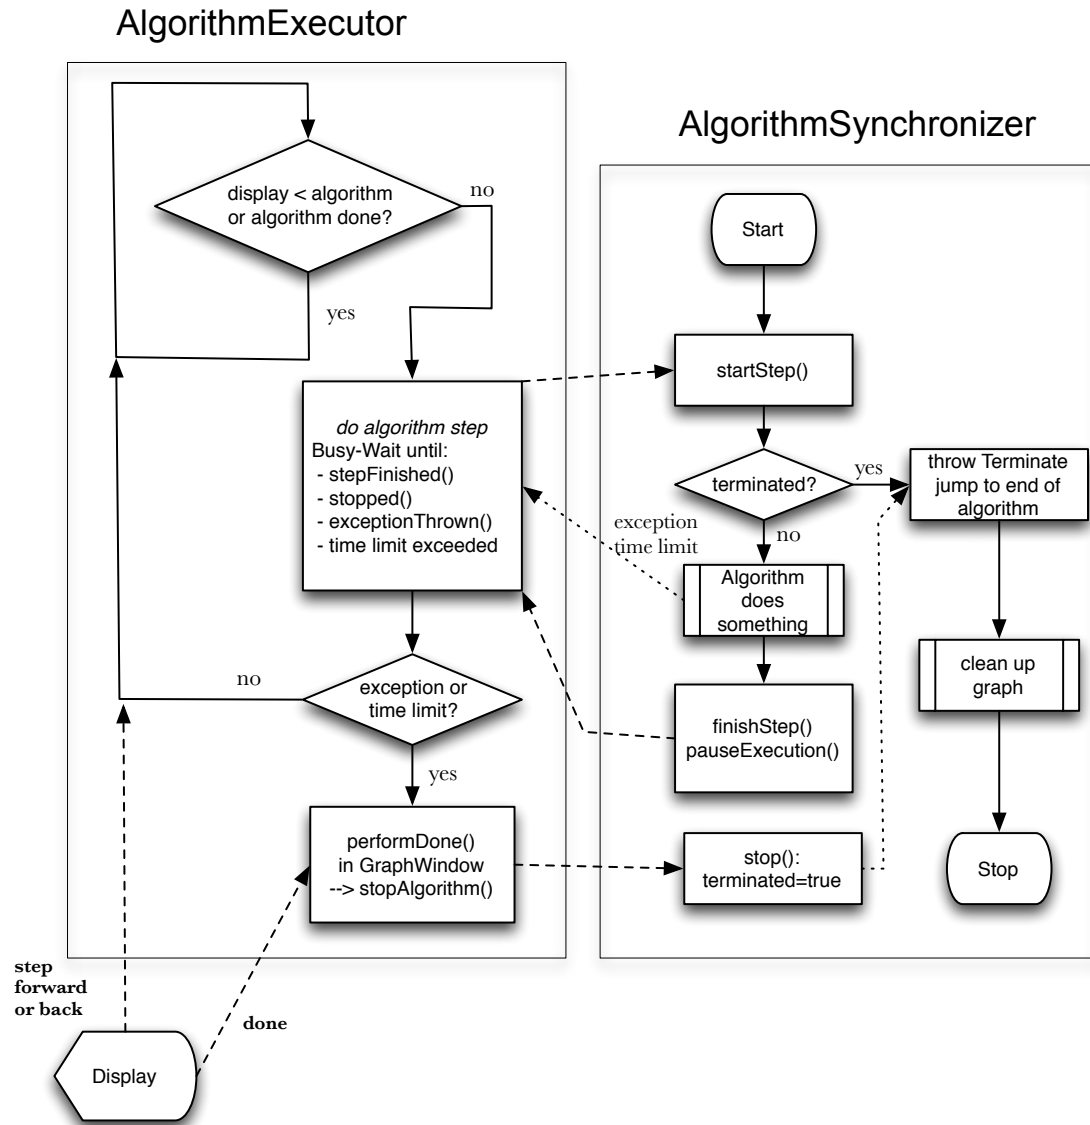 AlgorithmExecutor
display < algorithm
or algorithm done?
no
yes
do algorithm step
Busy-Wait until:
- stepFinished()
- stopped()
- exceptionThrown()
- time limit exceeded
exception or
time limit?
no
yes
performDone()
in GraphWindow
--> stopAlgorithm()
step
forward
or back
done
Display
AlgorithmSynchronizer
Start
startStep()
terminated?
yes
no
throw Terminate
jump to end of
algorithm
exception
time limit
Algorithm
does
something
clean up
graph
finishStep()
pauseExecution()
stop():
terminated=true
Stop